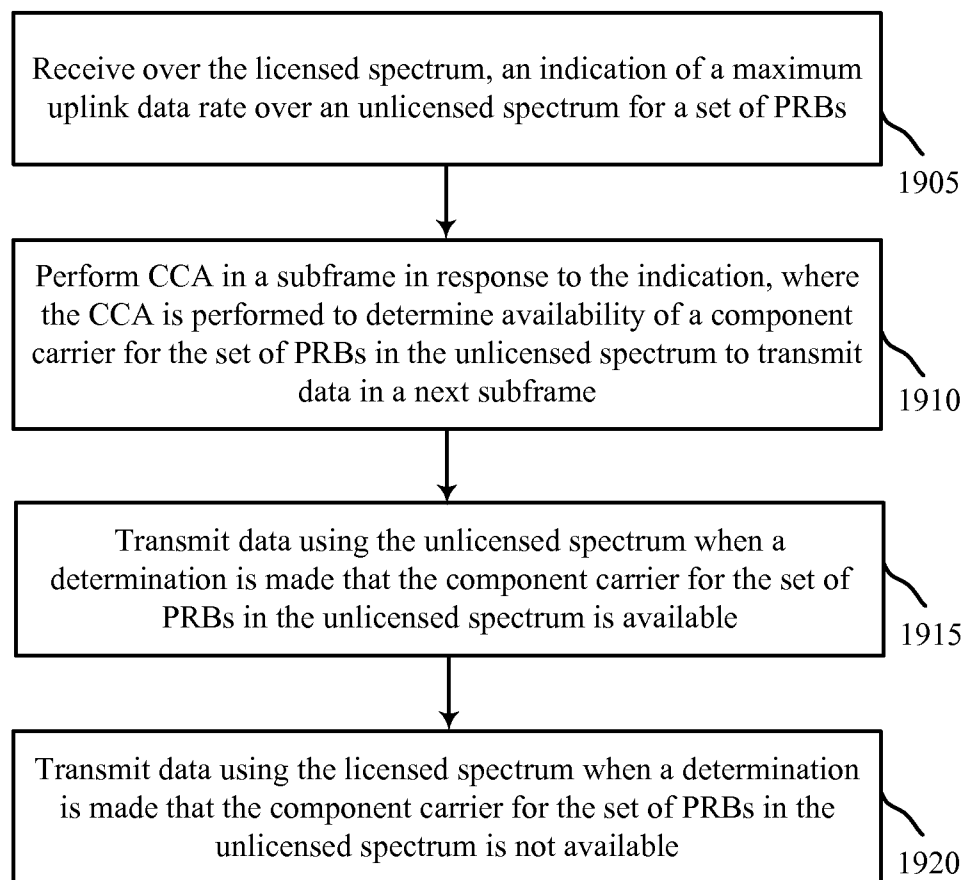 Receive over the licensed spectrum, an indication of a maximum
uplink data rate over an unlicensed spectrum for a set of PRBs
1905
Perform CCA in a subframe in response to the indication, where
the CCA is performed to determine availability of a component
carrier for the set of PRBs in the unlicensed spectrum to transmit
data in a next subframe
1910
Transmit data using the unlicensed spectrum when a
determination is made that the component carrier for the set of
PRBs in the unlicensed spectrum is available
1915
Transmit data using the licensed spectrum when a determination
is made that the component carrier for the set of PRBs in the
unlicensed spectrum is not available
1920